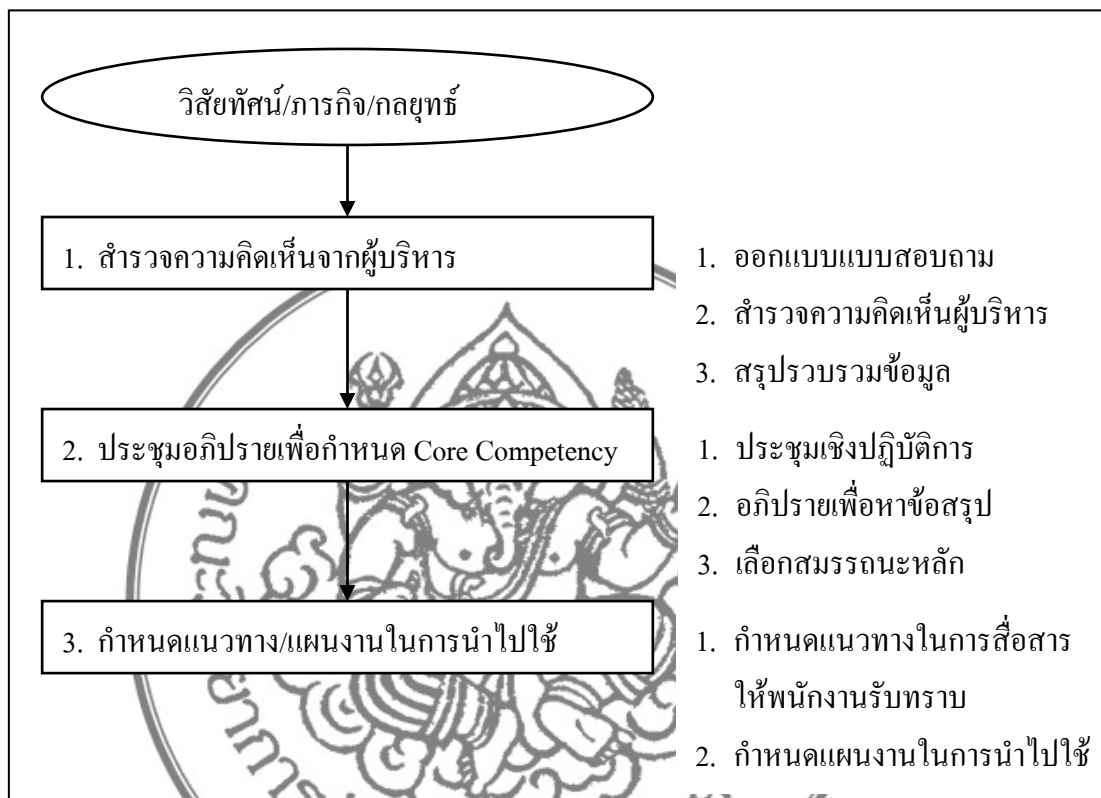 วิสัยทัศน์/ภารกิจ/กลยุทธ์
1. สำรวจความคิดเห็นจากผู้บริหาร
1. ออกแบบแบบสอบถาม
2. สำรวจความคิดเห็นผู้บริหาร
3. สรุปรวบรวมข้อมูล
2. ประชุมอภิปรายเพื่อกำหนด Core Competency
1. ประชุมเชิงปฏิบัติการ
2. อภิปรายเพื่อหาข้อสรุป
3. เลือกสมรรถนะหลัก
3. กำหนดแนวทาง/แผนงานในการนำไปใช้
1. กำหนดแนวทางในการสื่อสาร
ให้พนักงานรับทราบ
2. กำหนดแผนงานในการนำไปใช้